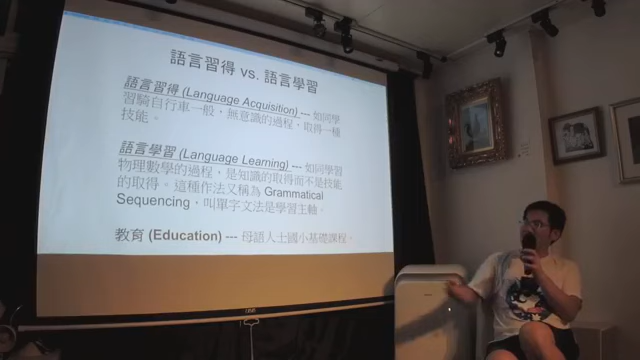 語言習得 vs. 語言學習
語言習得 (Language Acquisition) --- 如同學
習騎自行車一般，無意識的過程，取得一種
技能。
語言學習 (Language Learning) --- 如同學習
物理數學的過程，是知識的取得而不是技能
的取得。這種作法又稱為 Grammatical
Sequencing，叫單字文法是學習主軸。
教育 (Education) --- 母語人士國小基礎課程。